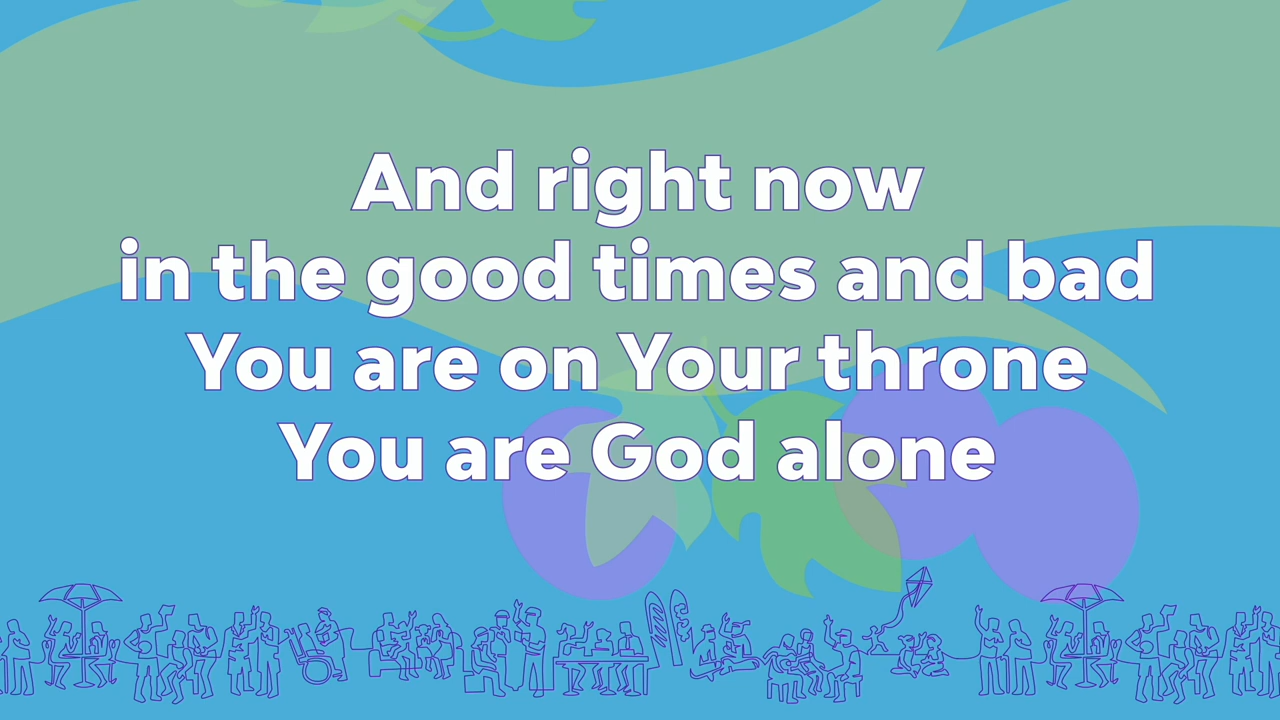 And right now
in the good times and bad
You are on Your throne
You are God alone